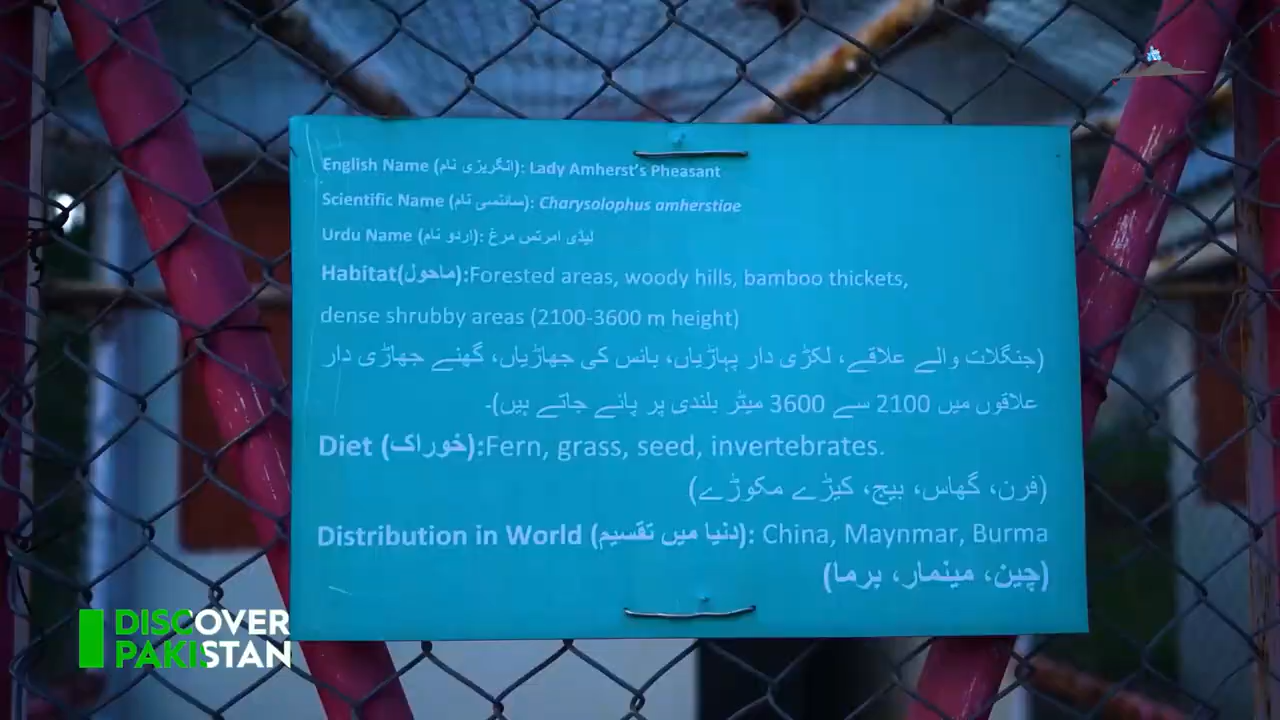 English Name (انگریزی نام): Lady Amherst's Pheasant
Scientific Name (سائنسی نام): Charysolophus amherstiae
Urdu Name (اردو نام): لیڈی امرتس مرغ
Habitat(ماحول):Forested areas, woody hills, bamboo thickets,
dense shrubby areas (2100-3600 m height)
(جنگلات والے علاقے، لکڑی دار پہاڑیاں، بانس کی جھاڑیاں، گھنے جھاڑی دار
علاقوں میں 2100 سے 3600 میٹر بلندی پر پائے جاتے ہیں)۔
Diet (خوراک):Fern, grass, seed, invertebrates.
(فرن، گھاس، بیج، کیڑے مکوڑے)
Distribution in World (دنیا میں تقسیم): China, Maynmar, Burma
(چین، مینمار، برما)
DISCOVER
PAKISTAN